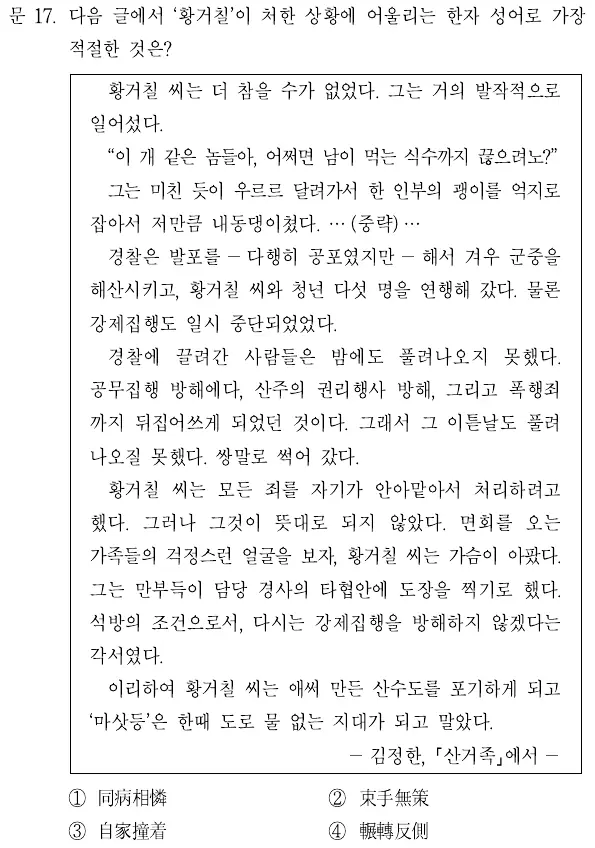 문 17. 다음 글에서 ‘황거칠’이 처한 상황에 어울리는 한자 성어로 가장
적절한 것은?
황거칠 씨는 더 참을 수가 없었다. 그는 거의 발작적으로
일어섰다.
“이 개 같은 놈들아, 어쩌면 남이 먹는 식수까지 끊으려노?”
그는 미친 듯이 우르르 달려가서 한 인부의 괭이를 억지로
잡아서 저만큼 내동댕이쳤다. … (중략) …
경찰은 발포를 – 다행히 공포였지만 – 해서 겨우 군중을
해산시키고, 황거칠 씨와 청년 다섯 명을 연행해 갔다. 물론
강제집행도 일시 중단되었었다.
경찰에 끌려간 사람들은 밤에도 풀려나오지 못했다.
공무집행 방해에다, 산주의 권리행사 방해, 그리고 폭행죄
까지 뒤집어쓰게 되었던 것이다. 그래서 그 이튿날도 풀려
나오질 못했다. 쌍말로 썩어 갔다.
황거칠 씨는 모든 죄를 자기가 안아맡아서 처리하려고
했다. 그러나 그것이 뜻대로 되지 않았다. 면회를 오는
가족들의 걱정스런 얼굴을 보자, 황거칠 씨는 가슴이 아팠다.
그는 만부득이 담당 경사의 타협안에 도장을 찍기로 했다.
석방의 조건으로서, 다시는 강제집행을 방해하지 않겠다는
각서였다.
이리하여 황거칠 씨는 애써 만든 산수도를 포기하게 되고
‘마삿등’은 한때 도로 물 없는 지대가 되고 말았다.
– 김정한, 「산거족」에서 –
① 同病相憐 ② 束手無策
③ 自家撞着 ④ 輾轉反側